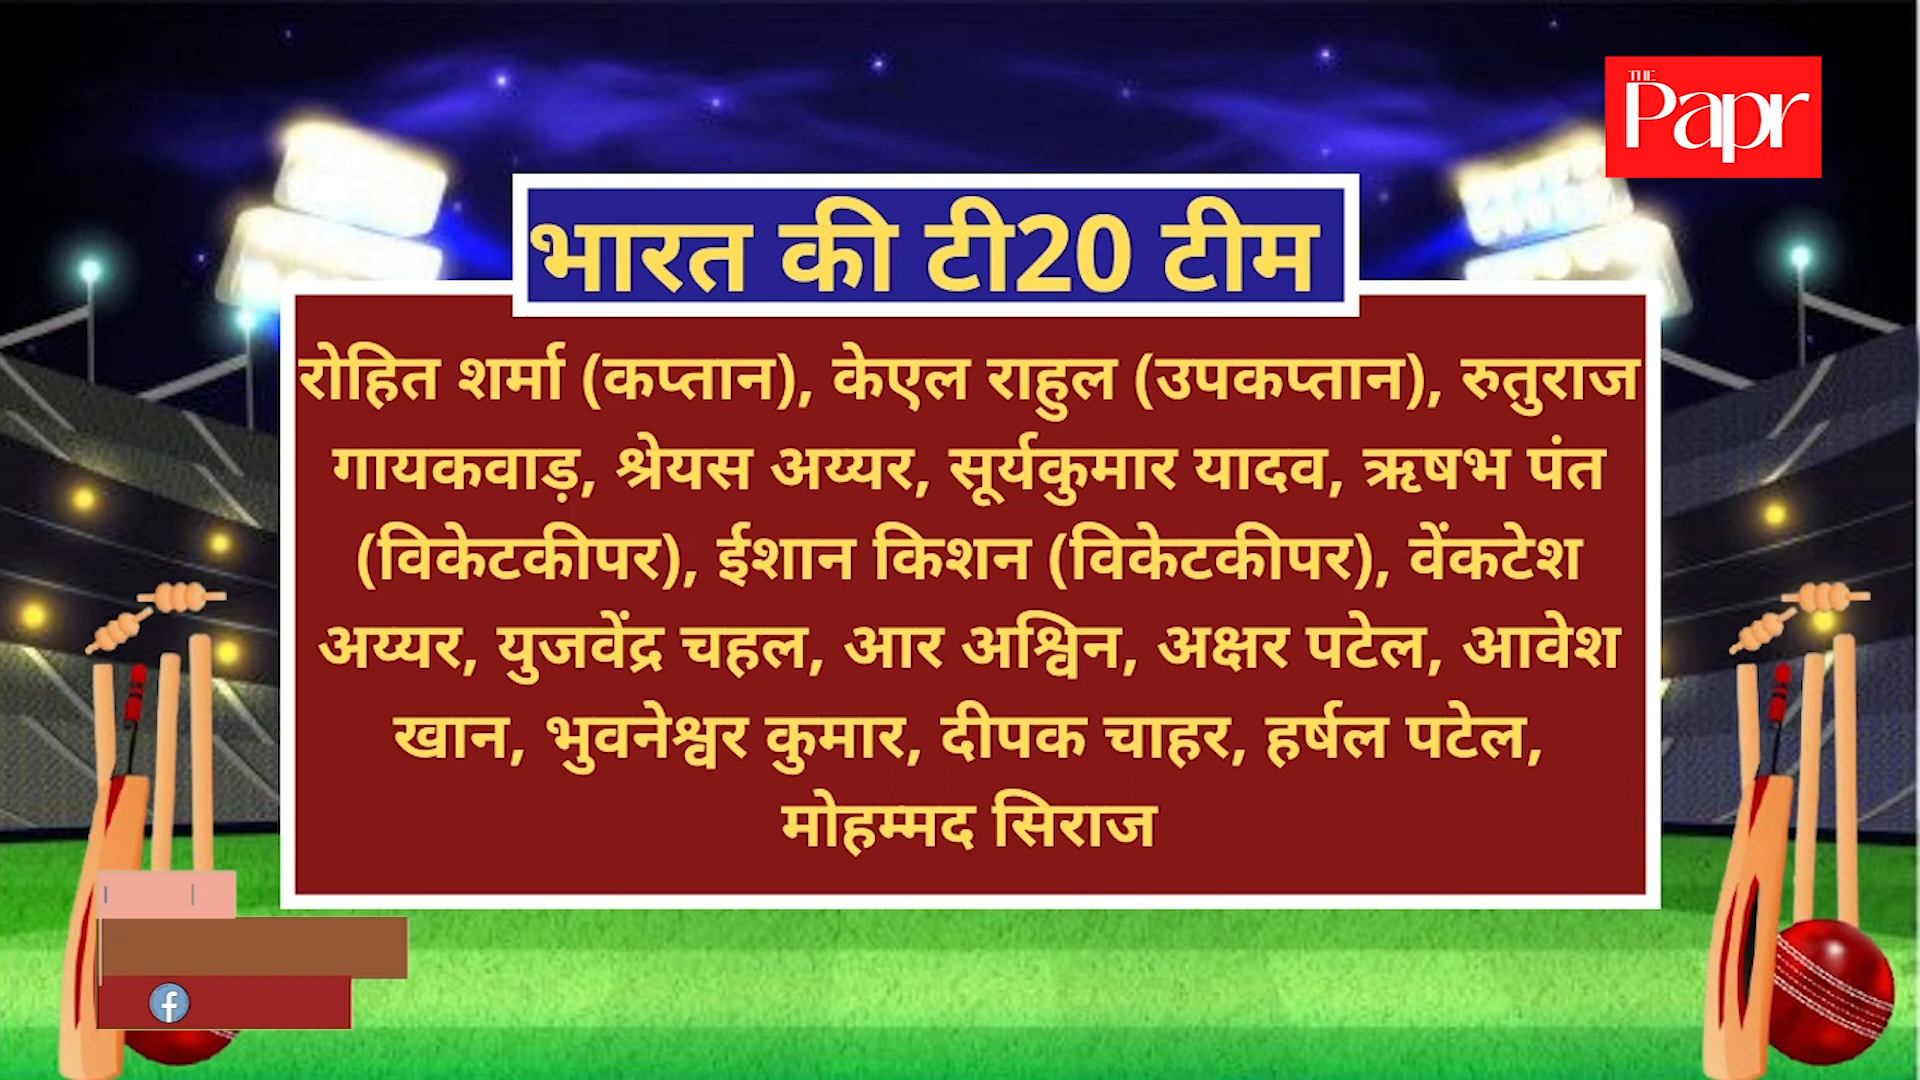 THE
Papr
भारत की टी20 टीम
रोहित शर्मा (कप्तान), केएल राहुल (उपकप्तान), रुतुराज
गायकवाड़, श्रेयस अय्यर, सूर्यकुमार यादव, ऋषभ पंत
(विकेटकीपर), ईशान किशन (विकेटकीपर), वेंकटेश
अय्यर, युजवेंद्र चहल, आर अश्विन, अक्षर पटेल, आवेश
खान, भुवनेश्वर कुमार, दीपक चाहर, हर्षल पटेल,
मोहम्मद सिराज